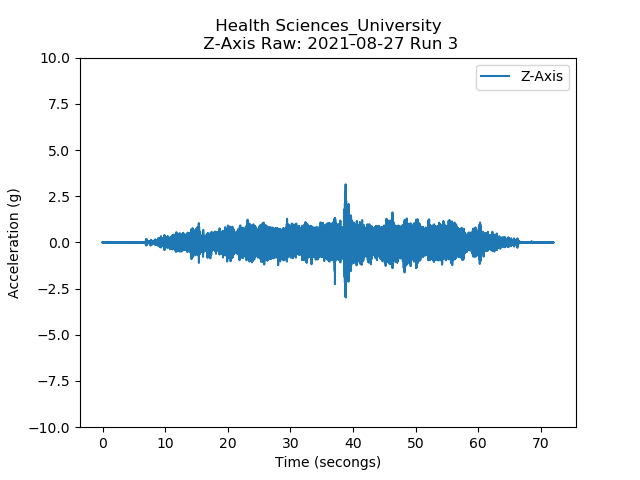 Health Sciences_University
Z-Axis Raw: 2021-08-27 Run 3
Z-Axis
10.0
7.5
5.0
2.5
0.0
−2.5
−5.0
−7.5
−10.0
Acceleration (g)
0 10 20 30 40 50 60 70
Time (secongs)